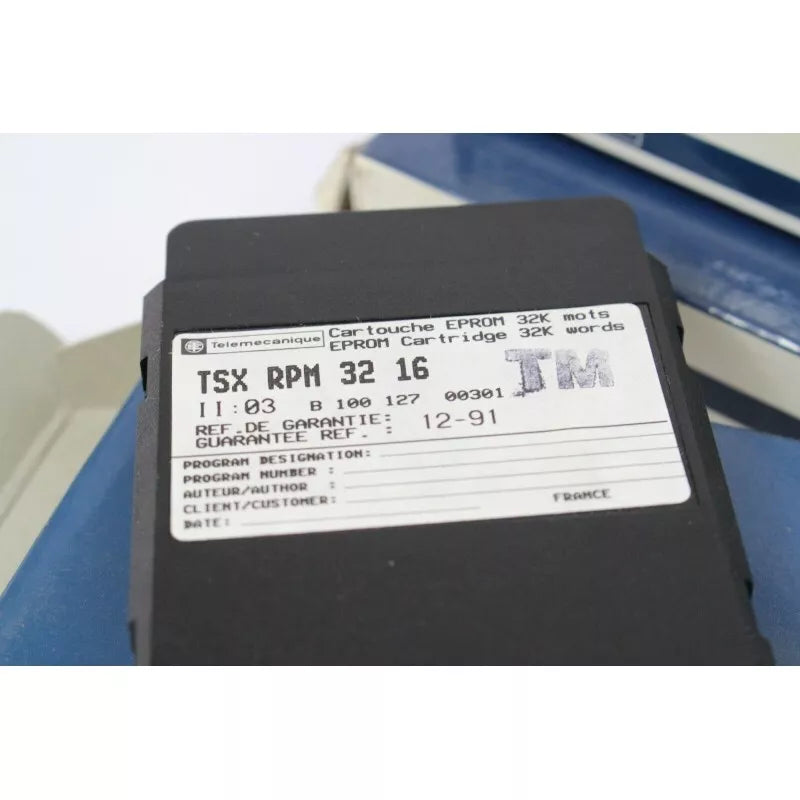 Telemecanique
Cartouche EPROM 32K mots
EPROM Cartridge 32K words
TSX RPM 32 16
TM
II:03 B 100 127 00301
REF.DE GARANTIE:
GUARANTEE REF. : 12-91
PROGRAM DESIGNATION:
PROGRAM NUMBER :
AUTEUR/AUTHOR :
CLIENT/CUSTOMER:
FRANCE
DATE: